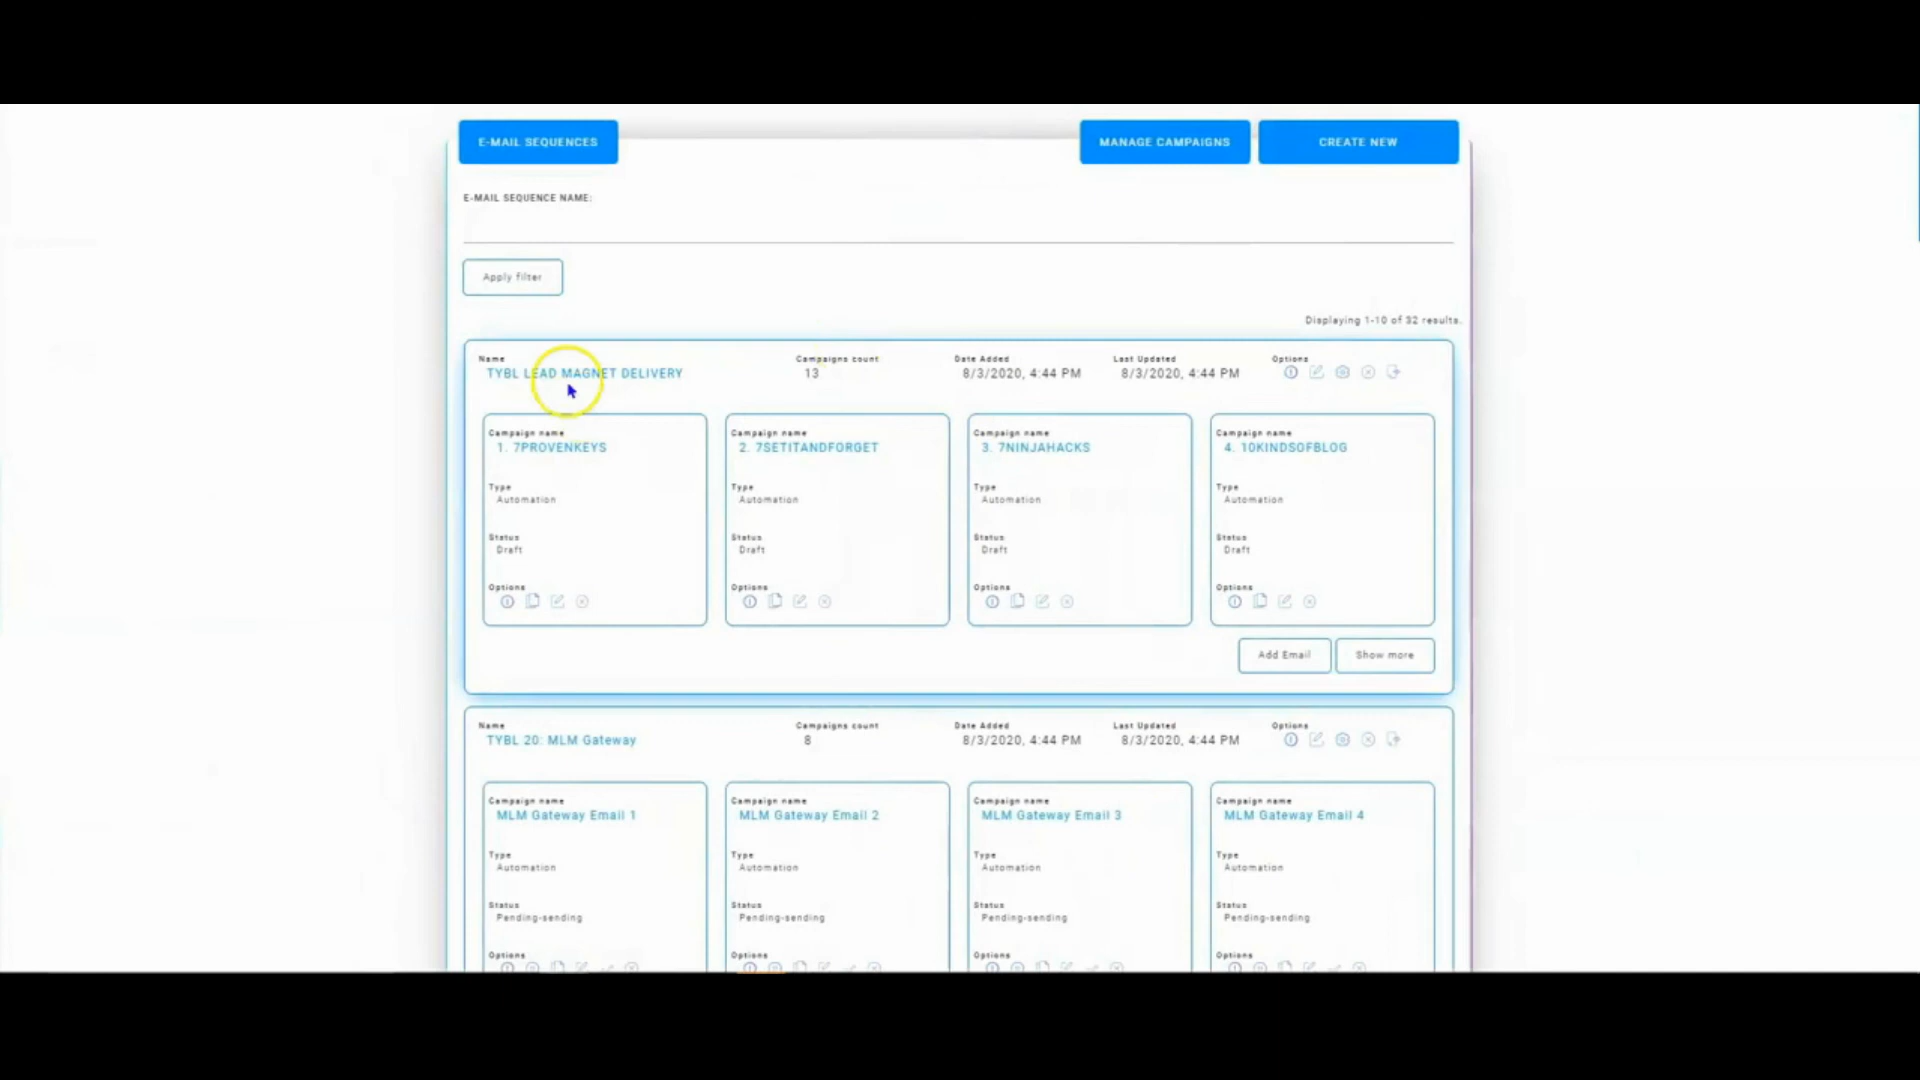 E-MAIL SEQUENCES MANAGE CAMPAIGNS CREATE NEW
E-MAIL SEQUENCE NAME:
Apply filter
Displaying 1-10 of 32 results.
Name Campaigns count Date Added Last Updated Options
TYBL LEAD MAGNET DELIVERY 13 8/3/2020, 4:44 PM 8/3/2020, 4:44 PM
Campaign name Campaign name Campaign name Campaign name
1. 7PROVENKEYS 2. 7SETITANDFORGET 3. 7NINJAHACKS 4. 10KINDSOFBLOG
Type Type Type Type
Automation Automation Automation Automation
Status Status Status Status
Draft Draft Draft Draft
Options Options Options Options
Add Email Show more
Name Campaigns count Date Added Last Updated Options
TYBL 20: MLM Gateway 8 8/3/2020, 4:44 PM 8/3/2020, 4:44 PM
Campaign name Campaign name Campaign name Campaign name
MLM Gateway Email 1 MLM Gateway Email 2 MLM Gateway Email 3 MLM Gateway Email 4
Type Type Type Type
Automation Automation Automation Automation
Status Status Status Status
Pending-sending Pending-sending Pending-sending Pending-sending
Options Options Options Options